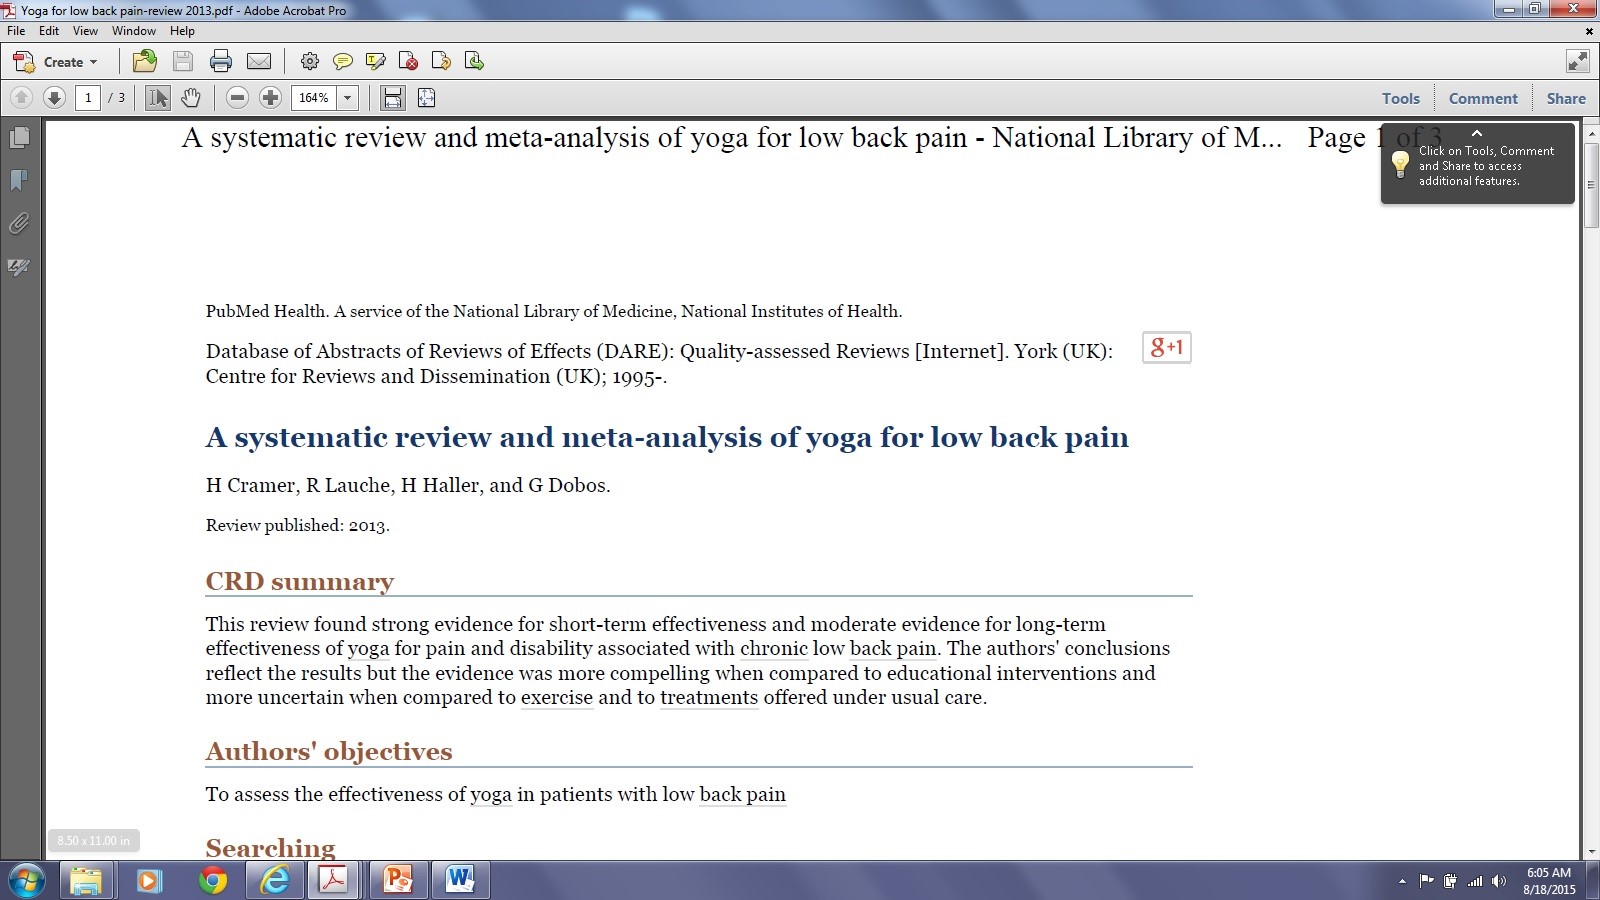 Yoga for low back pain-review 2013.pdf - Adobe Acrobat Pro
File Edit View Window Help
Create
1 / 3 164% Tools Comment Share
A systematic review and meta-analysis of yoga for low back pain - National Library of M... Page 1 of 3
Click on Tools, Comment
and Share to access
additional features.
PubMed Health. A service of the National Library of Medicine, National Institutes of Health.
Database of Abstracts of Reviews of Effects (DARE): Quality-assessed Reviews [Internet]. York (UK):
Centre for Reviews and Dissemination (UK); 1995-.
g+1
A systematic review and meta-analysis of yoga for low back pain
H Cramer, R Lauche, H Haller, and G Dobos.
Review published: 2013.
CRD summary
This review found strong evidence for short-term effectiveness and moderate evidence for long-term
effectiveness of yoga for pain and disability associated with chronic low back pain. The authors' conclusions
reflect the results but the evidence was more compelling when compared to educational interventions and
more uncertain when compared to exercise and to treatments offered under usual care.
Authors' objectives
To assess the effectiveness of yoga in patients with low back pain
Searching
8.50 x 11.00 in
6:05 AM
8/18/2015